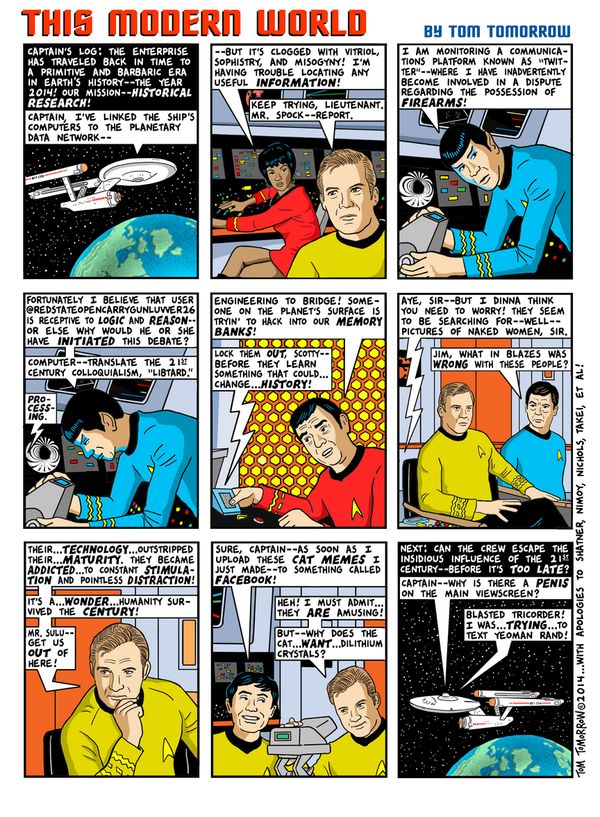 THIS MODERN WORLD
BY TOM TOMORROW
CAPTAIN'S LOG: THE ENTERPRISE
HAS TRAVELED BACK IN TIME TO
A PRIMITIVE AND BARBARIC ERA
IN EARTH'S HISTORY--THE YEAR
2014! OUR MISSION--HISTORICAL
RESEARCH!
CAPTAIN, I'VE LINKED THE SHIP'S
COMPUTERS TO THE PLANETARY
DATA NETWORK--
--BUT IT'S CLOGGED WITH VITRIOL,
SOPHISTRY, AND MISOGYNY! I'M
HAVING TROUBLE LOCATING ANY
USEFUL INFORMATION!
KEEP TRYING, LIEUTENANT.
MR. SPOCK--REPORT.
I AM MONITORING A COMMUNICA-
TIONS PLATFORM KNOWN AS "TWIT-
TER"--WHERE I HAVE INADVERTENTLY
BECOME INVOLVED IN A DISPUTE
REGARDING THE POSSESSION OF
FIREARMS!
FORTUNATELY I BELIEVE THAT USER
@REDSTATEOPENCARRYGUNLUVVER26
IS RECEPTIVE TO LOGIC AND REASON--
OR ELSE WHY WOULD HE OR SHE
HAVE INITIATED THIS DEBATE?
COMPUTER--TRANSLATE THE 21ST
CENTURY COLLOQUIALISM, "LIBTARD."
PRO-
CESS-
ING.
ENGINEERING TO BRIDGE! SOME-
ONE ON THE PLANET'S SURFACE IS
TRYIN' TO HACK INTO OUR MEMORY
BANKS!
LOCK THEM OUT, SCOTTY--
BEFORE THEY LEARN
SOMETHING THAT COULD...
CHANGE...HISTORY!
AYE, SIR--BUT I DINNA THINK
YOU NEED TO WORRY! THEY SEEM
TO BE SEARCHING FOR--WELL--
PICTURES OF NAKED WOMEN, SIR.
JIM, WHAT IN BLAZES WAS
WRONG WITH THESE PEOPLE?
THEIR...TECHNOLOGY...OUTSTRIPPED
THEIR...MATURITY. THEY BECAME
ADDICTED...TO CONSTANT STIMULA-
TION AND POINTLESS DISTRACTION!
IT'S A...WONDER...HUMANITY SUR-
VIVED THE CENTURY!
MR. SULU--
GET US
OUT OF
HERE!
SURE, CAPTAIN--AS SOON AS I
UPLOAD THESE CAT MEMES I
JUST MADE--TO SOMETHING CALLED
FACEBOOK!
HEH! I MUST ADMIT...
THEY ARE AMUSING!
BUT--WHY DOES THE
CAT...WANT...DILITHIUM
CRYSTALS?
NEXT: CAN THE CREW ESCAPE THE
INSIDIOUS INFLUENCE OF THE 21ST
CENTURY--BEFORE IT'S TOO LATE?
CAPTAIN--WHY IS THERE A PENIS
ON THE MAIN VIEWSCREEN?
BLASTED TRICORDER!
I WAS...TRYING...TO
TEXT YEOMAN RAND!
TOM TOMORROW©2014...WITH APOLOGIES TO SHATNER, NIMOY, NICHOLS, TAKEI, ET AL!